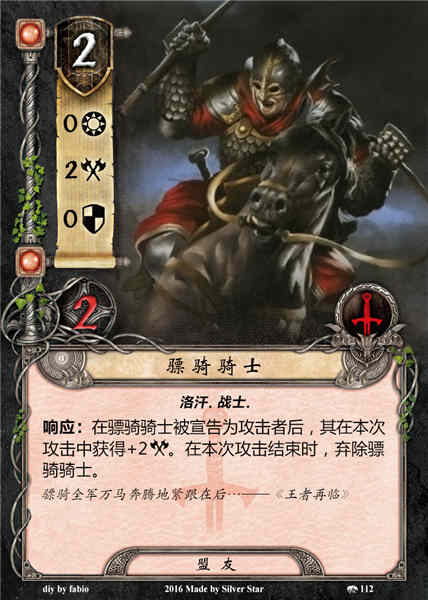 2
0
2
0
2
骠骑骑士
洛汗．战士．
响应：在骠骑骑士被宣告为攻击者后，其在本次
攻击中获得+2。在本次攻击结束时，弃除骠
骑骑士。
骠骑全军万马奔腾地紧跟在后…——《王者再临》
盟友
diy by fabio 2016 Made by Silver Star 112